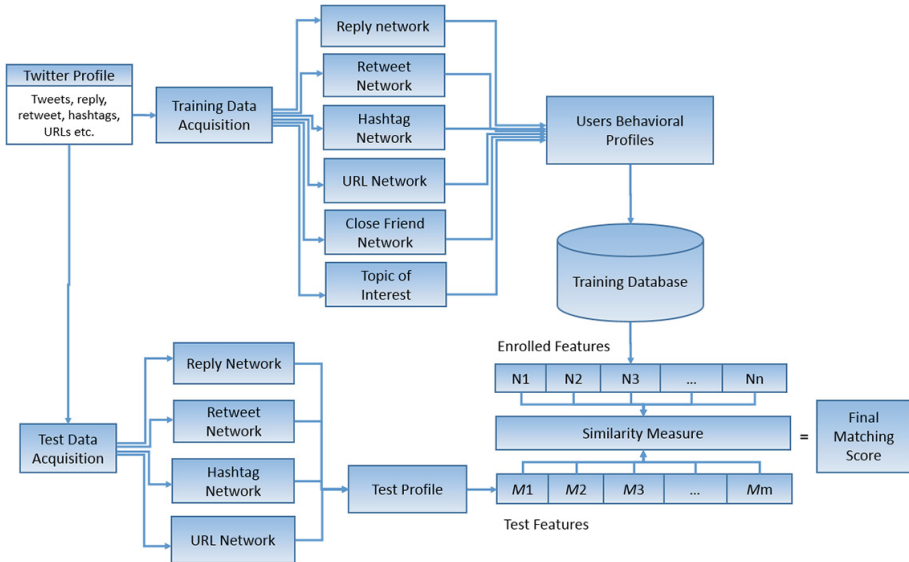 Twitter Profile
Tweets, reply,
retweet, hashtags,
URLs etc.
Training Data
Acquisition
Reply network
Retweet
Network
Hashtag
Network
URL Network
Close Friend
Network
Topic of
Interest
Users Behavioral
Profiles
Training Database
Enrolled Features
N1 N2 N3 ... Nn
Similarity Measure
=
Final
Matching
Score
M1 M2 M3 ... Mm
Test Features
Test Data
Acquisition
Reply Network
Retweet
Network
Hashtag
Network
URL Network
Test Profile